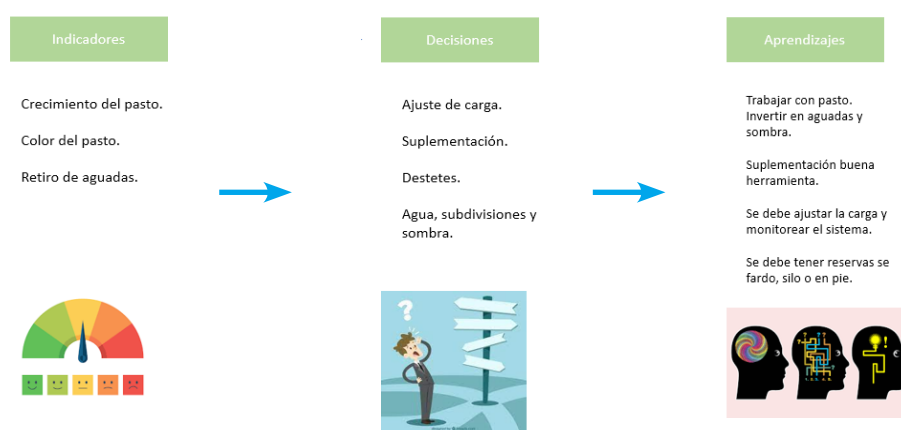 Indicadores
Crecimiento del pasto.
Color del pasto.
Retiro de aguadas.
Decisiones
Ajuste de carga.
Suplementación.
Destetes.
Agua, subdivisiones y
sombra.
Aprendizajes
Trabajar con pasto.
Invertir en aguadas y
sombra.
Suplementación buena
herramienta.
Se debe ajustar la carga y
monitorear el sistema.
Se debe tener reservas se
fardo, silo o en pie.